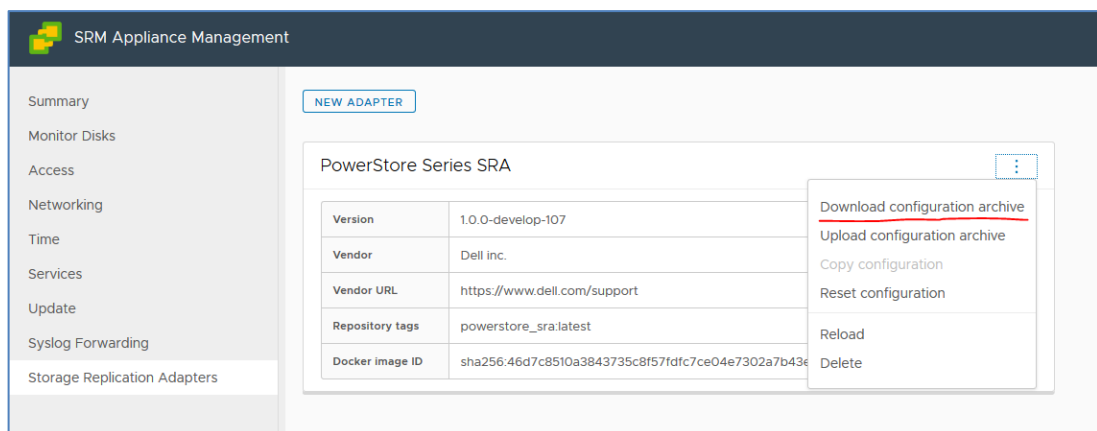 SRM Appliance Management
Summary
Monitor Disks
Access
Networking
Time
Services
Update
Syslog Forwarding
Storage Replication Adapters
NEW ADAPTER
PowerStore Series SRA
Version 1.0.0-develop-107
Vendor Dell inc.
Vendor URL https://www.dell.com/support
Repository tags powerstore_sra:latest
Docker image ID sha256:46d7c8510a3843735c8f57fdfc7ce04e7302a7b43e
Download configuration archive
Upload configuration archive
Copy configuration
Reset configuration
Reload
Delete